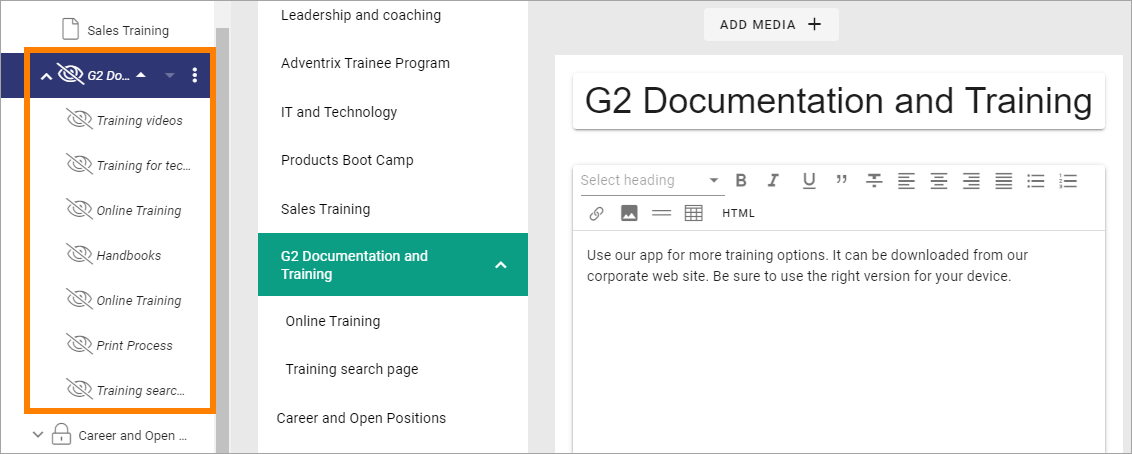 Sales Training
G2 Do...
Training videos
Training for tec...
Online Training
Handbooks
Online Training
Print Process
Training searc...
Career and Open ...
Leadership and coaching
Adventrix Trainee Program
IT and Technology
Products Boot Camp
Sales Training
G2 Documentation and
Training
Online Training
Training search page
Career and Open Positions
ADD MEDIA +
G2 Documentation and Training
Select heading B I U
HTML
Use our app for more training options. It can be downloaded from our
corporate web site. Be sure to use the right version for your device.